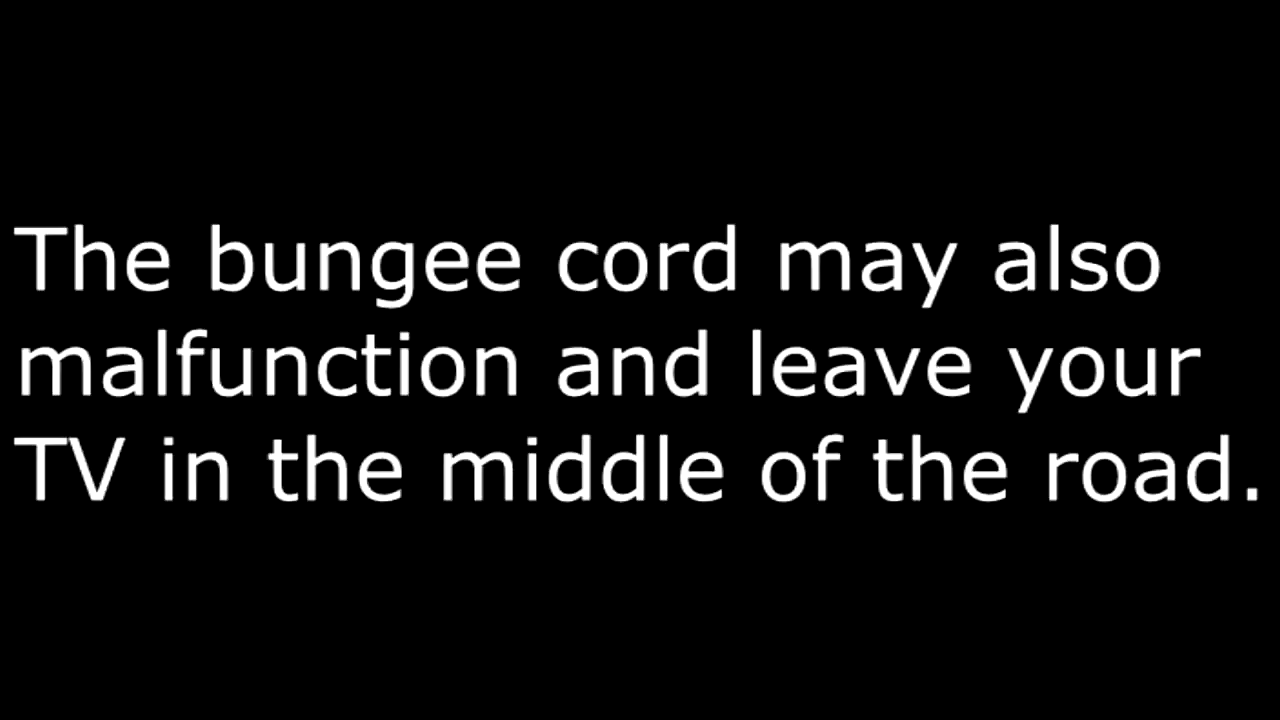 The bungee cord may also
malfunction and leave your
TV in the middle of the road.